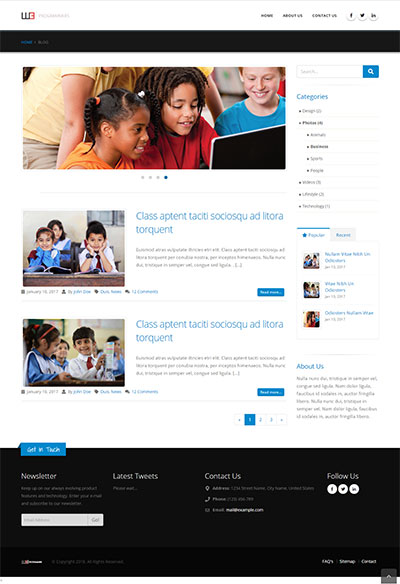 W3 PROGRAMMERS
HOME ABOUT US CONTACT US
HOME > BLOG
Search...
Categories
Design (2)
Photos (4)
Animals
Business
Sports
People
Videos (3)
Lifestyle (2)
Technology (1)
Class aptent taciti sociosqu ad litora
torquent
Euismod atras vulputate iltricies etri elit. Class aptent taciti sociosqu ad
litora torquent per conubia nostra, per inceptos himenaeos. Nulla nunc
dui, tristique in semper vel, congue sed ligula. [...]
January 10, 2017 By John Doe Duis, News 12 Comments
Read more...
Popular Recent
Nullam Vitae Nibh Un
Odiosters
Jan 10, 2017
Vitae Nibh Un
Odiosters
Jan 10, 2017
Odiosters Nullam Vitae
Jan 10, 2017
Class aptent taciti sociosqu ad litora
torquent
Euismod atras vulputate iltricies etri elit. Class aptent taciti sociosqu ad
litora torquent per conubia nostra, per inceptos himenaeos. Nulla nunc
dui, tristique in semper vel, congue sed ligula. [...]
January 10, 2017 By John Doe Duis, News 12 Comments
Read more...
About Us
Nulla nunc dui, tristique in semper vel,
congue sed ligula. Nam dolor ligula,
faucibus id sodales in, auctor fringilla
libero. Nulla nunc dui, tristique in
semper vel. Nam dolor ligula, faucibus
id sodales in, auctor fringilla libero.
« 1 2 3 »
Get in Touch
Newsletter
Keep up on our always evolving product
features and technology. Enter your e-mail
and subscribe to our newsletter.
Email Address Go!
Latest Tweets
Please wait...
Contact Us
Address: 1234 Street Name, City Name, United States
Phone: (123) 456-789
Email: mail@example.com
Follow Us
© Copyright 2016. All Rights Reserved.
FAQ's Sitemap Contact